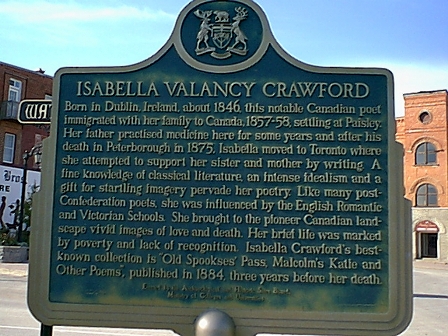 ISABELLA VALANCY CRAWFORD
Born in Dublin, Ireland, about 1846, this notable Canadian poet
immigrated with her family to Canada, 1857-58, settling at Paisley.
Her father practised medicine here for some years and after his
death in Peterborough in 1875, Isabella moved to Toronto where
she attempted to support her sister and mother by writing. A
fine knowledge of classical literature, an intense idealism and a
gift for startling imagery pervade her poetry. Like many post-
Confederation poets, she was influenced by the English Romantic
and Victorian Schools. She brought to the pioneer Canadian land-
scape vivid images of love and death. Her brief life was marked
by poverty and lack of recognition. Isabella Crawford's best-
known collection is "Old Spookses' Pass, Malcolm's Katie and
Other Poems", published in 1884, three years before her death.
WA